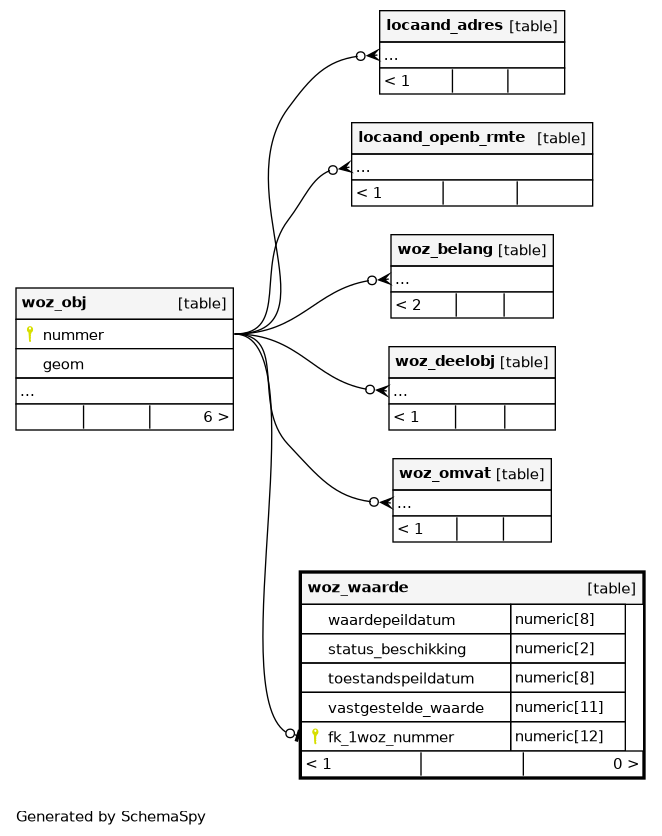 locaand_adres [table]
...
< 1
locaand_openb_rmte [table]
...
< 1
woz_belang [table]
...
< 2
woz_obj [table]
nummer
geom
...
6 >
woz_deelobj [table]
...
< 1
woz_omvat [table]
...
< 1
woz_waarde [table]
waardepeildatum numeric[8]
status_beschikking numeric[2]
toestandspeildatum numeric[8]
vastgestelde_waarde numeric[11]
fk_1woz_nummer numeric[12]
< 1 0 >
Generated by SchemaSpy